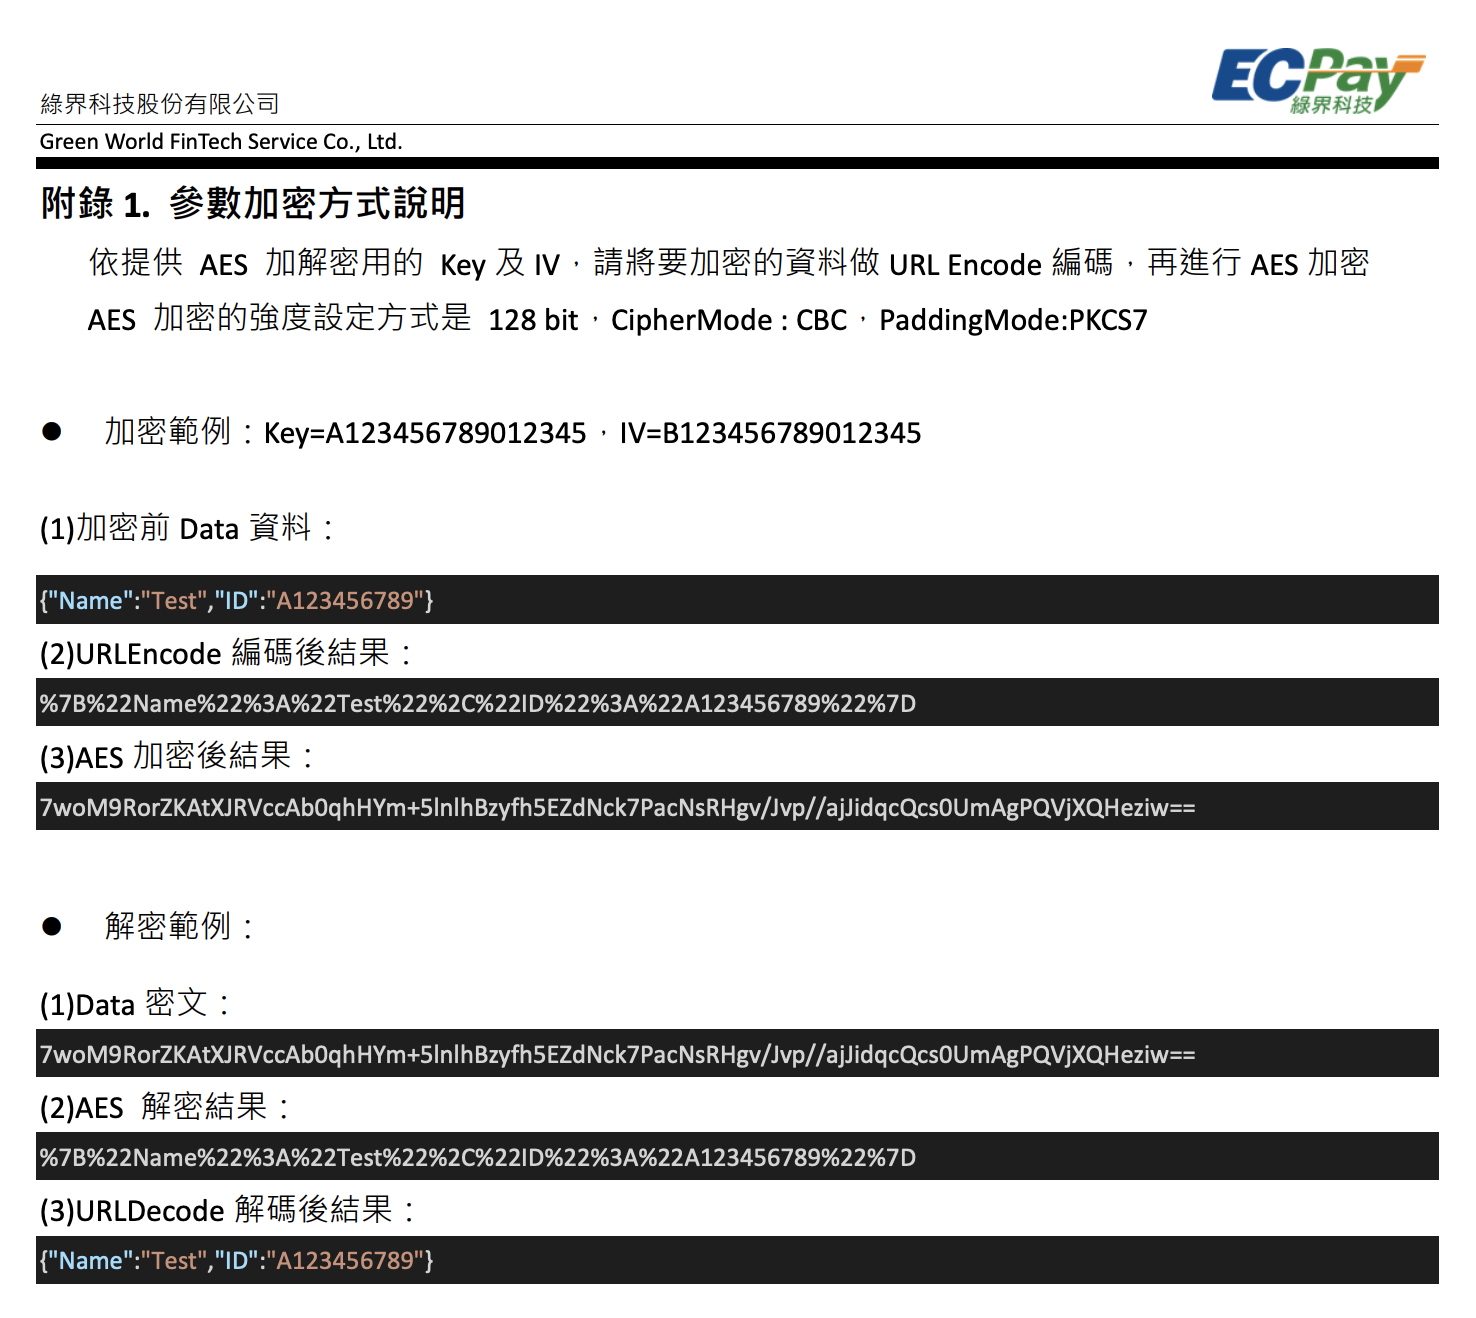 ECPay
綠界科技
綠界科技股份有限公司
Green World FinTech Service Co., Ltd.
附錄 1. 參數加密方式說明
依提供 AES 加解密用的 Key 及 IV，請將要加密的資料做 URL Encode 編碼，再進行 AES 加密
AES 加密的強度設定方式是 128 bit，CipherMode：CBC，PaddingMode:PKCS7
● 加密範例：Key=A123456789012345，IV=B123456789012345
(1)加密前 Data 資料：
{"Name":"Test","ID":"A123456789"}
(2)URLEncode 編碼後結果：
%7B%22Name%22%3A%22Test%22%2C%22ID%22%3A%22A123456789%22%7D
(3)AES 加密後結果：
7woM9RorZKAtXJRVccAb0qhHYm+5lnlhBzyfh5EZdNck7PacNsRHgv/Jvp//ajJidqcQcs0UmAgPQVjXQHeziw==
● 解密範例：
(1)Data 密文：
7woM9RorZKAtXJRVccAb0qhHYm+5lnlhBzyfh5EZdNck7PacNsRHgv/Jvp//ajJidqcQcs0UmAgPQVjXQHeziw==
(2)AES 解密結果：
%7B%22Name%22%3A%22Test%22%2C%22ID%22%3A%22A123456789%22%7D
(3)URLDecode 解碼後結果：
{"Name":"Test","ID":"A123456789"}